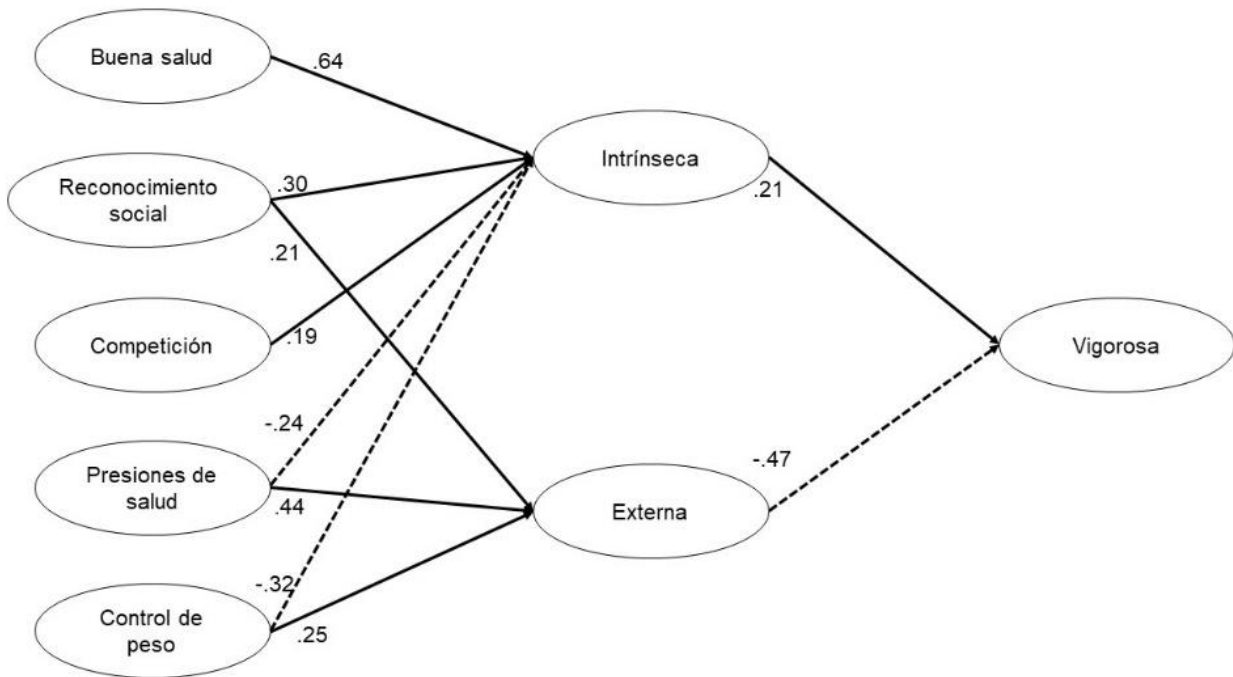 Buena salud
.64
Intrínseca
Reconocimiento
social
.30
.21
.21
Competición
.19
Vigorosa
-.24
Presiones de
salud
.44
Externa
-.47
-.32
Control de
peso
.25